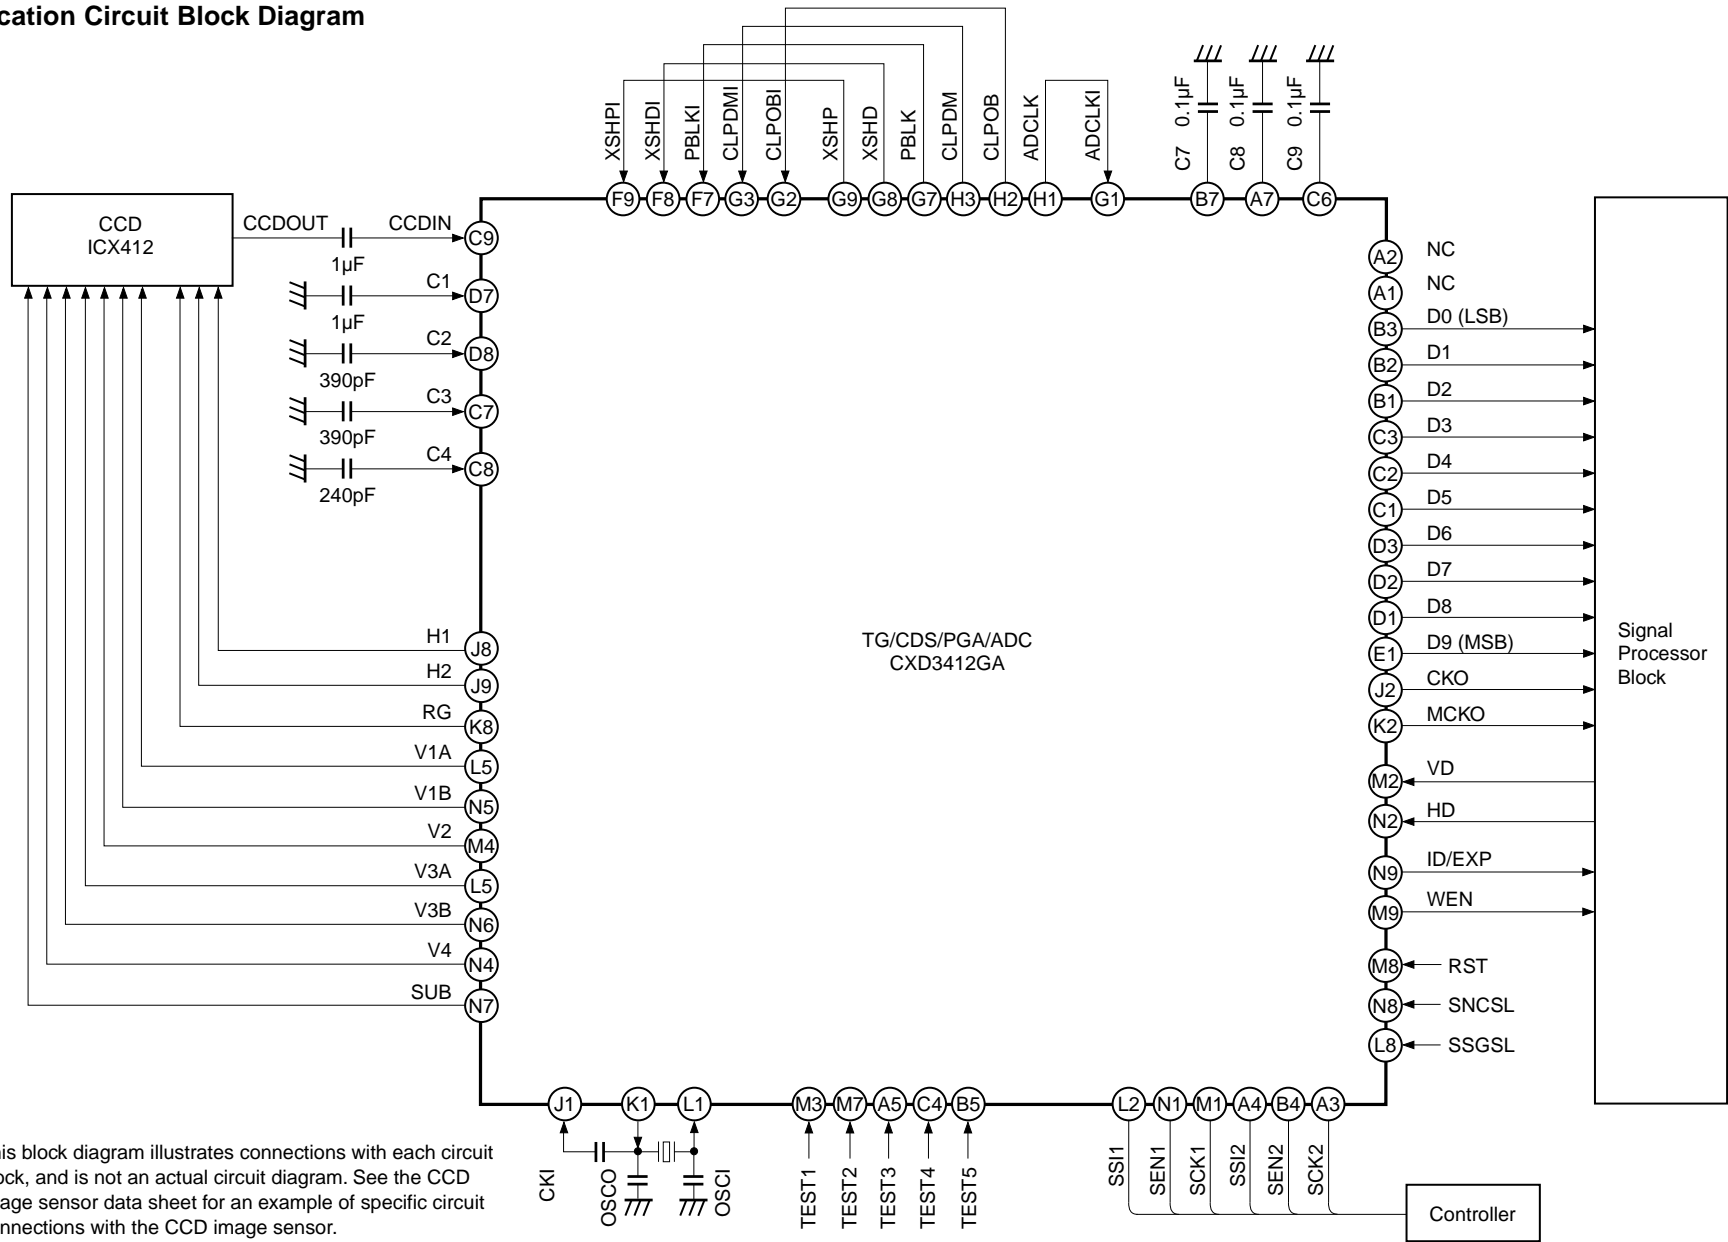 cation Circuit Block Diagram
XSHPI
XSHDI
PBLKI
CLPDMI
CLPOBI
XSHP
XSHD
PBLK
CLPDM
CLPOB
ADCLK
ADCLKI
C7 0.1µF
C8 0.1µF
C9 0.1µF
F9
F8
F7
G3
G2
G9
G8
G7
H3
H2
H1
G1
B7
A7
C6
CCD
ICX412
CCDOUT
1µF
CCDIN
C9
C1
1µF
D7
C2
390pF
D8
C3
390pF
C7
C4
240pF
C8
H1
J8
H2
J9
RG
K8
V1A
L5
V1B
N5
V2
M4
V3A
L5
V3B
N6
V4
N4
SUB
N7
TG/CDS/PGA/ADC
CXD3412GA
A2 NC
A1 NC
B3 D0 (LSB)
B2 D1
B1 D2
C3 D3
C2 D4
C1 D5
D3 D6
D2 D7
D1 D8
E1 D9 (MSB)
J2 CKO
K2 MCKO
M2 VD
N2 HD
N9 ID/EXP
M9 WEN
M8 RST
N8 SNCSL
L8 SSGSL
Signal
Processor
Block
J1
K1
L1
M3
M7
A5
C4
B5
L2
N1
M1
A4
B4
A3
CKI
OSCO
OSCI
TEST1
TEST2
TEST3
TEST4
TEST5
SSI1
SEN1
SCK1
SSI2
SEN2
SCK2
Controller
his block diagram illustrates connections with each circuit
ock, and is not an actual circuit diagram. See the CCD
age sensor data sheet for an example of specific circuit
nnections with the CCD image sensor.